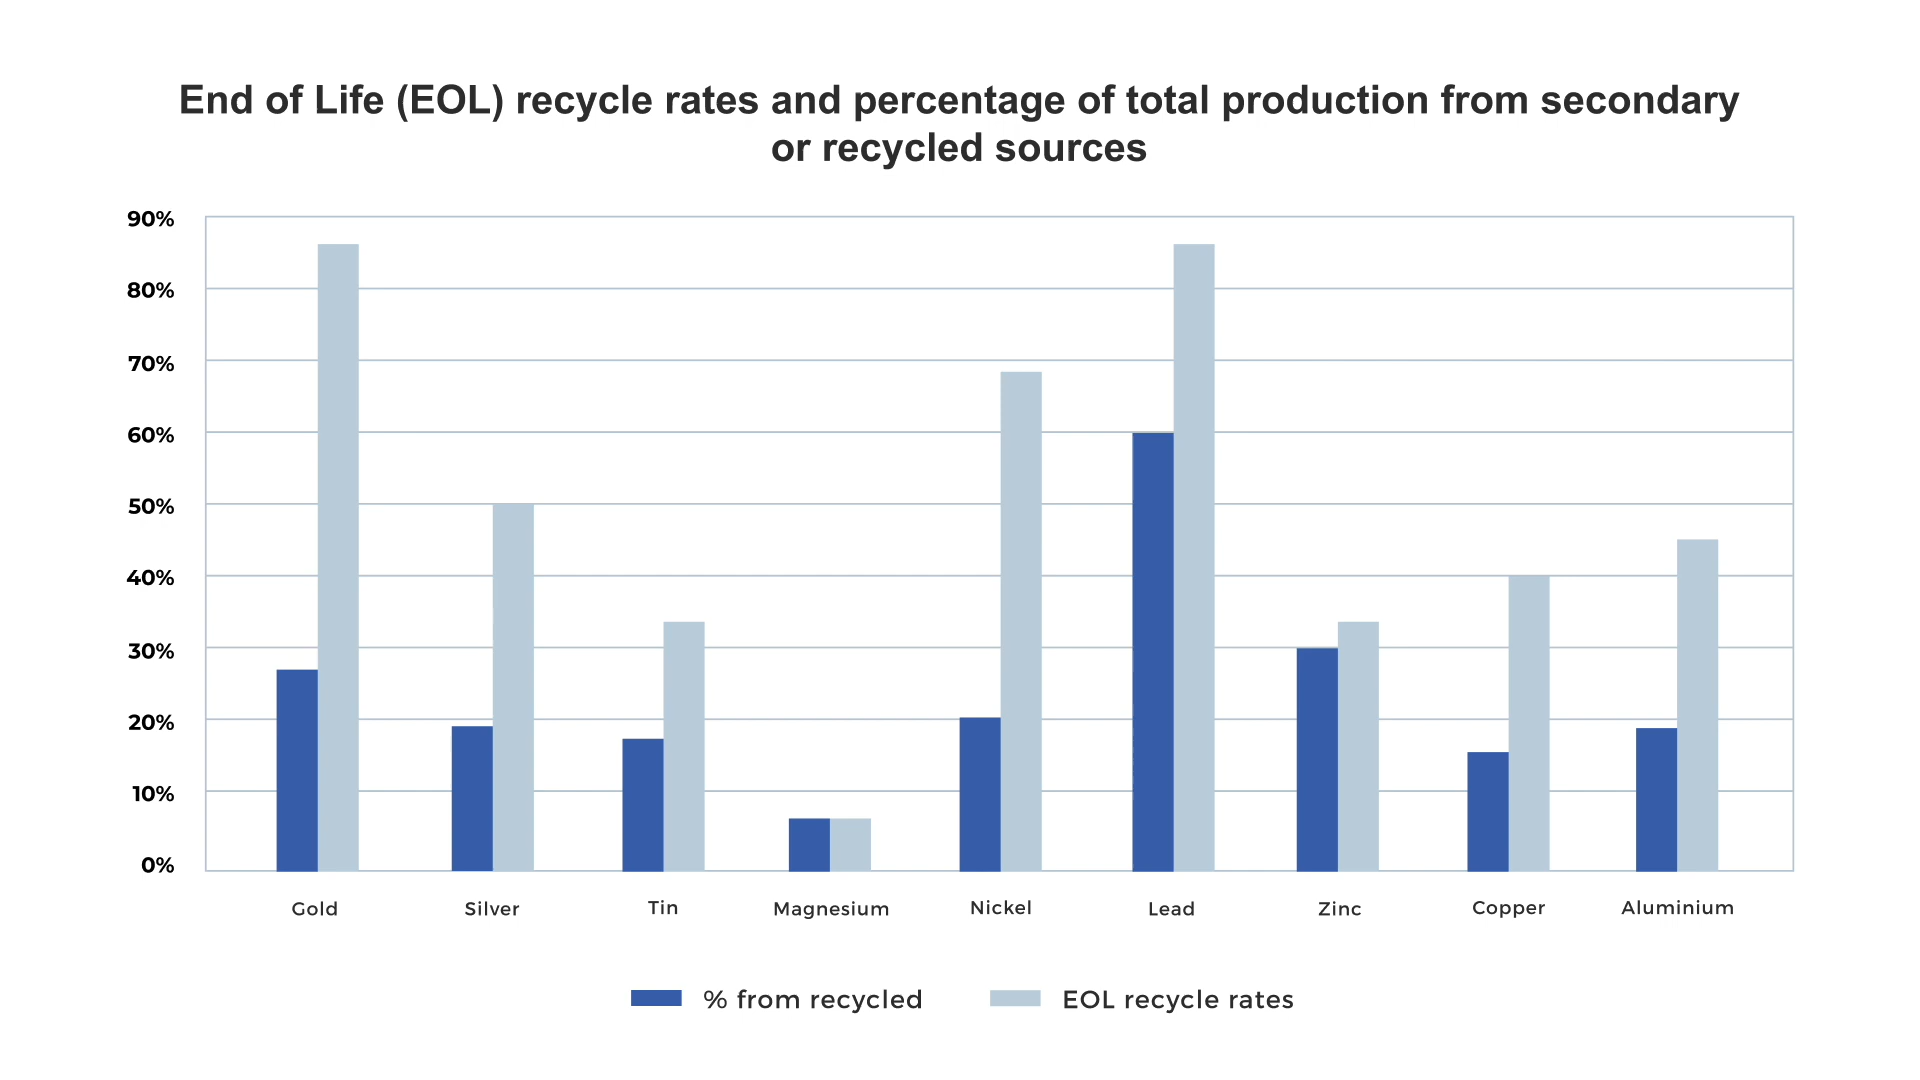 End of Life (EOL) recycle rates and percentage of total production from secondary
or recycled sources
90%
80%
70%
60%
50%
40%
30%
20%
10%
0%
Gold Silver Tin Magnesium Nickel Lead Zinc Copper Aluminium
% from recycled EOL recycle rates